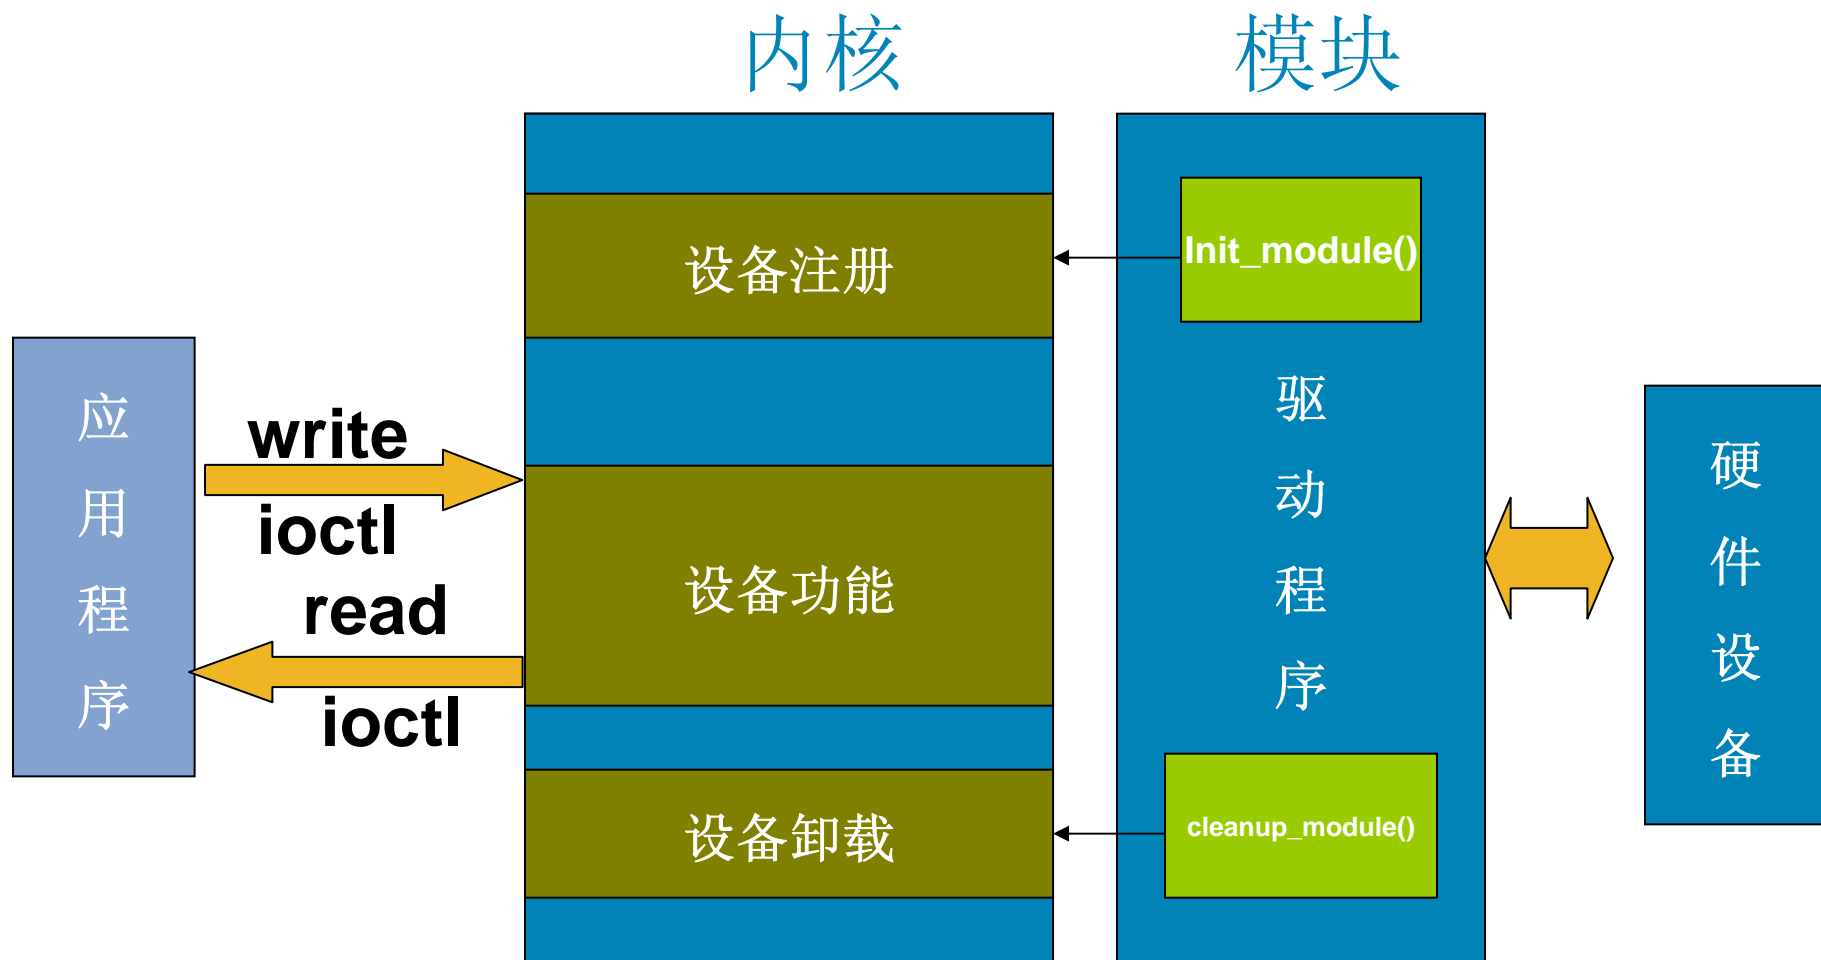 内核
模块
设备注册
Init_module()
应用程序
write
ioctl
read
ioctl
设备功能
驱动程序
硬件设备
设备卸载
cleanup_module()